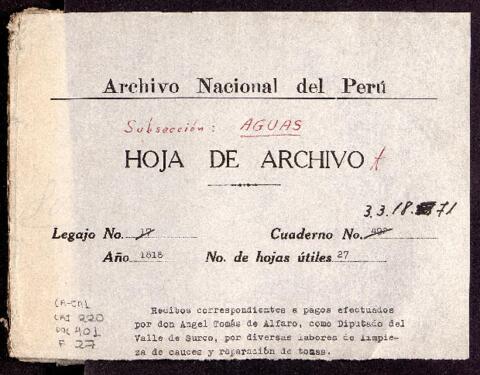 Archivo Nacional del Perú
Subsección: AGUAS
HOJA DE ARCHIVO
3.3.18. 71
Legajo No. 17 Cuaderno No. 492
Año 1818 No. de hojas útiles 27
CA-JA1
CAJ 220
DOC 401
F 27
Recibos correspondientes a pagos efectuados
por don Angel Tomás de Alfaro, como Diputado del
Valle de Surco, por diversas labores de limpie-
za de cauces y reparación de tomas.